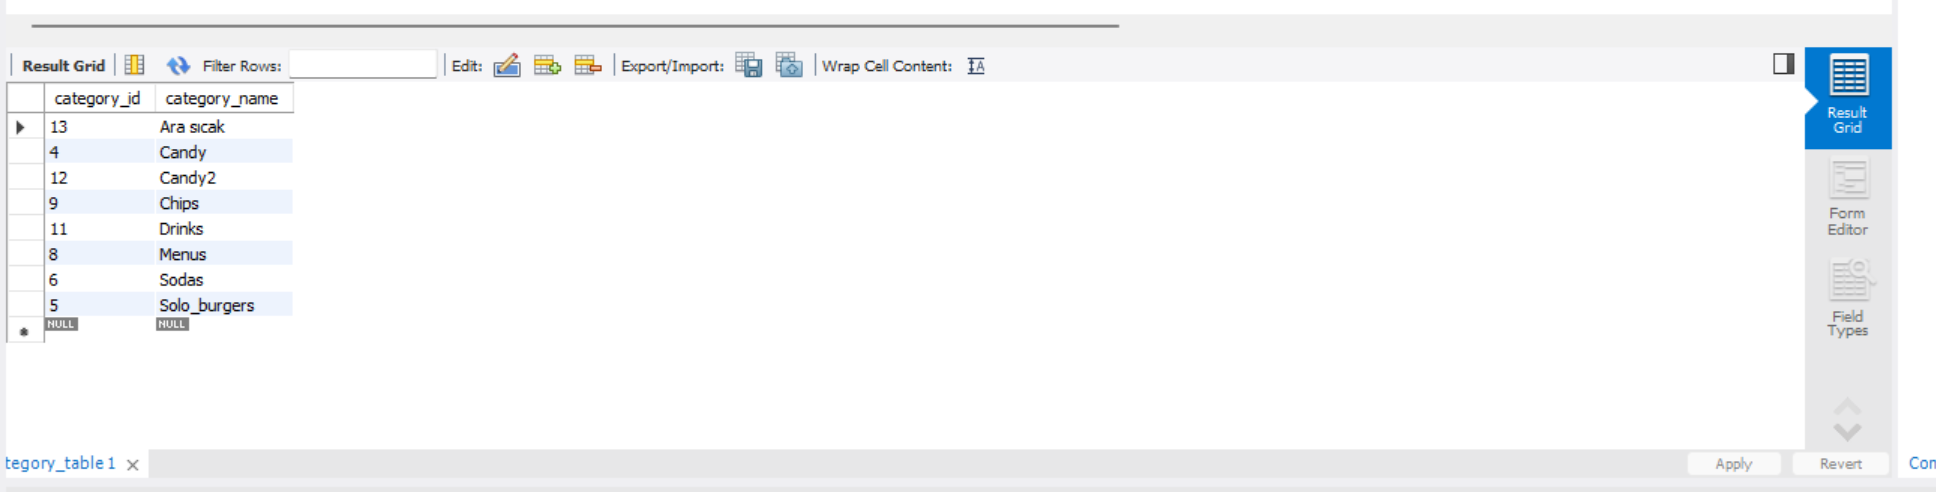 Result Grid Filter Rows: Edit: Export/Import: Wrap Cell Content:
category_id category_name
13 Ara sıcak
4 Candy
12 Candy2
9 Chips
11 Drinks
8 Menus
6 Sodas
5 Solo_burgers
NULL NULL
Result
Grid
Form
Editor
Field
Types
tegory_table 1
Apply Revert
Con